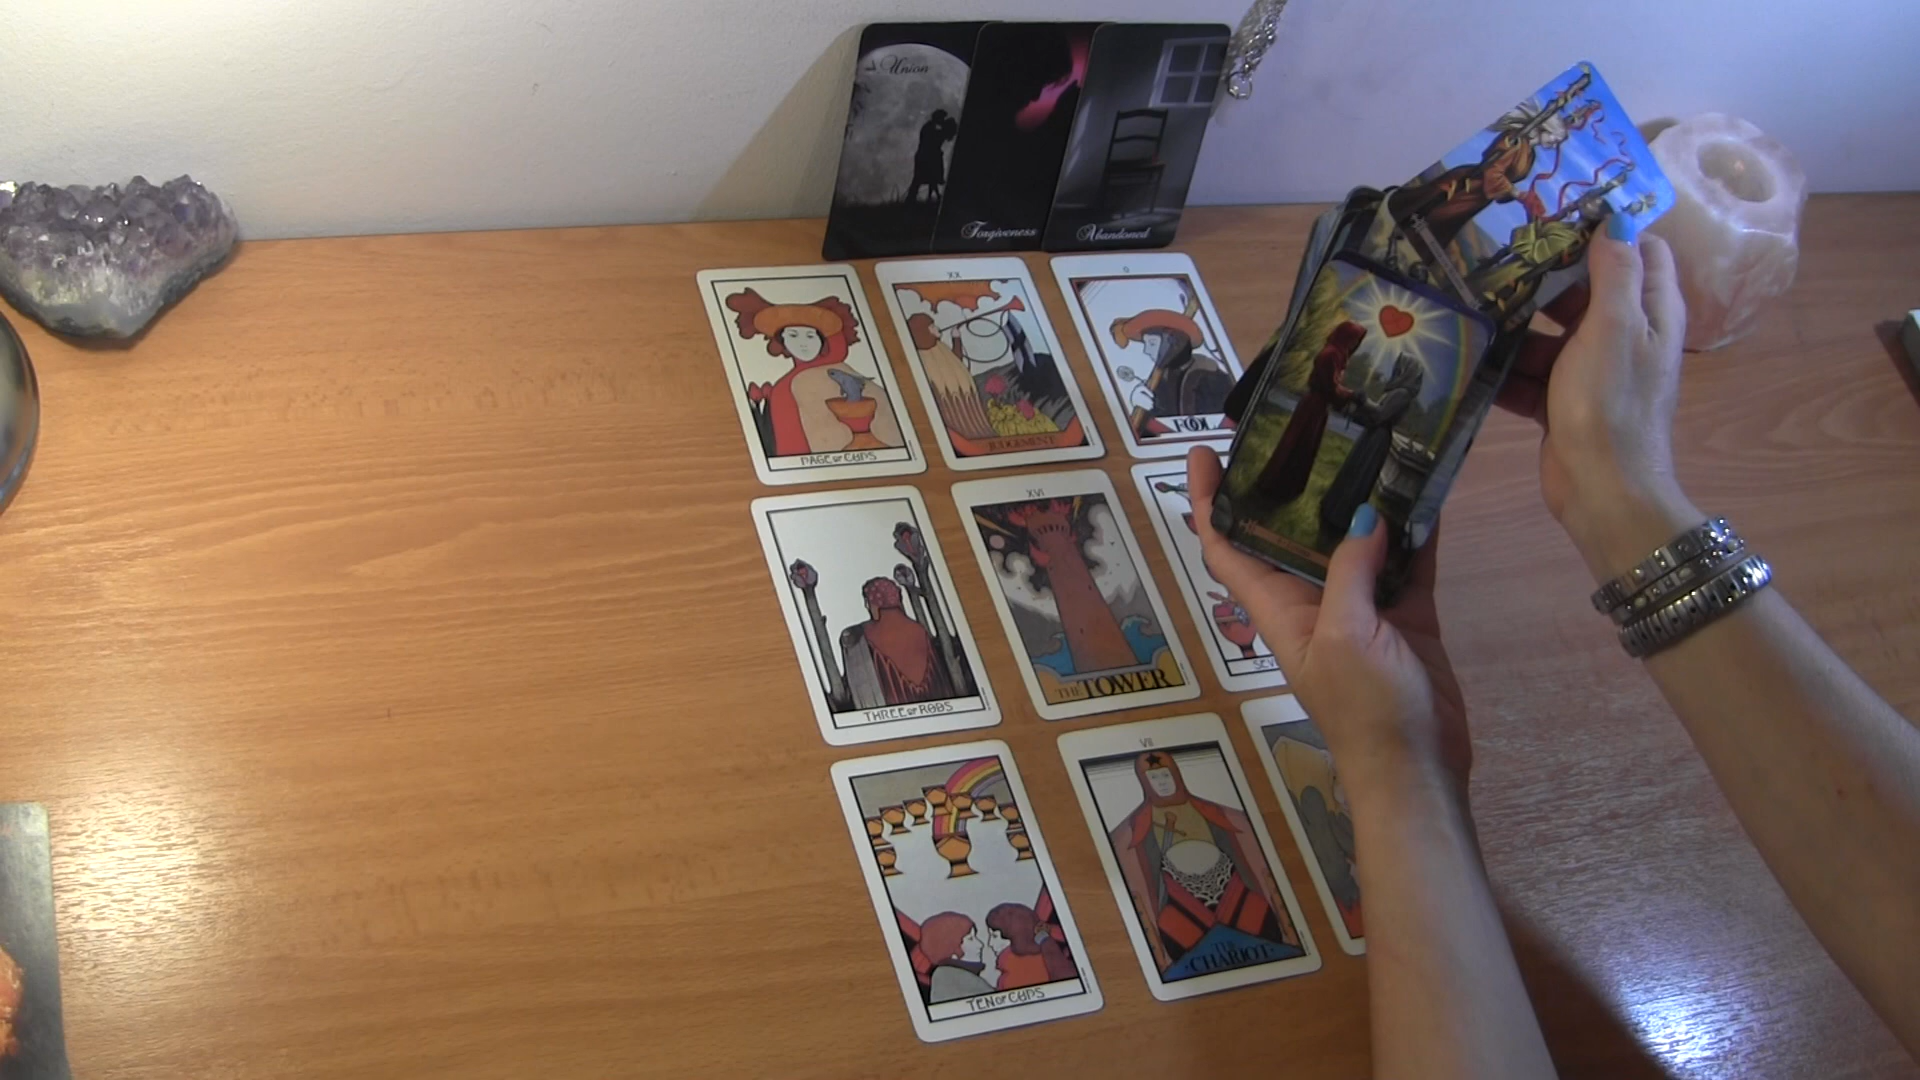 Union
Forgiveness
Abandoned
PAGE OF CUPS
XX
JUDGEMENT
0
FOOL
THREE OF RODS
XVI
THE TOWER
SEV
TEN OF CUPS
VII
THE
CHARIOT